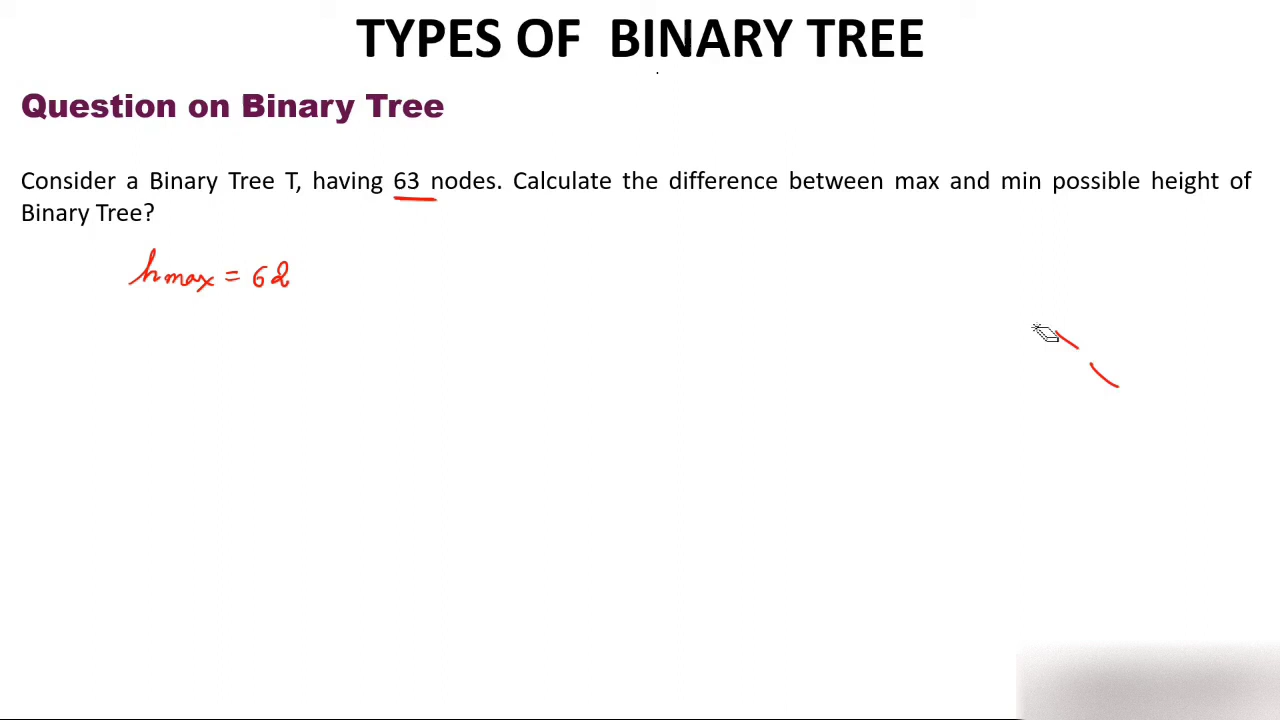 TYPES OF BINARY TREE
Question on Binary Tree
Consider a Binary Tree T, having 63 nodes. Calculate the difference between max and min possible height of
Binary Tree?
hmax = 62